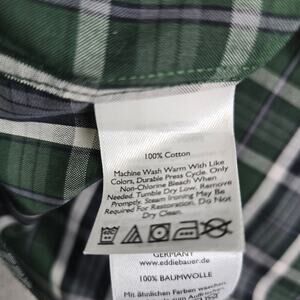 100% Cotton
Machine Wash Warm With Like
Colors, Durable Press Cycle. Only
Non-Chlorine Bleach When
Needed. Tumble Dry Low. Remove
Promptly. Steam Ironing May Be
Required For Restoration. Do Not
Dry Clean.
GERMANY
www.eddiebauer.de
100% BAUMWOLLE
Mit ähnlichen Farben waschen